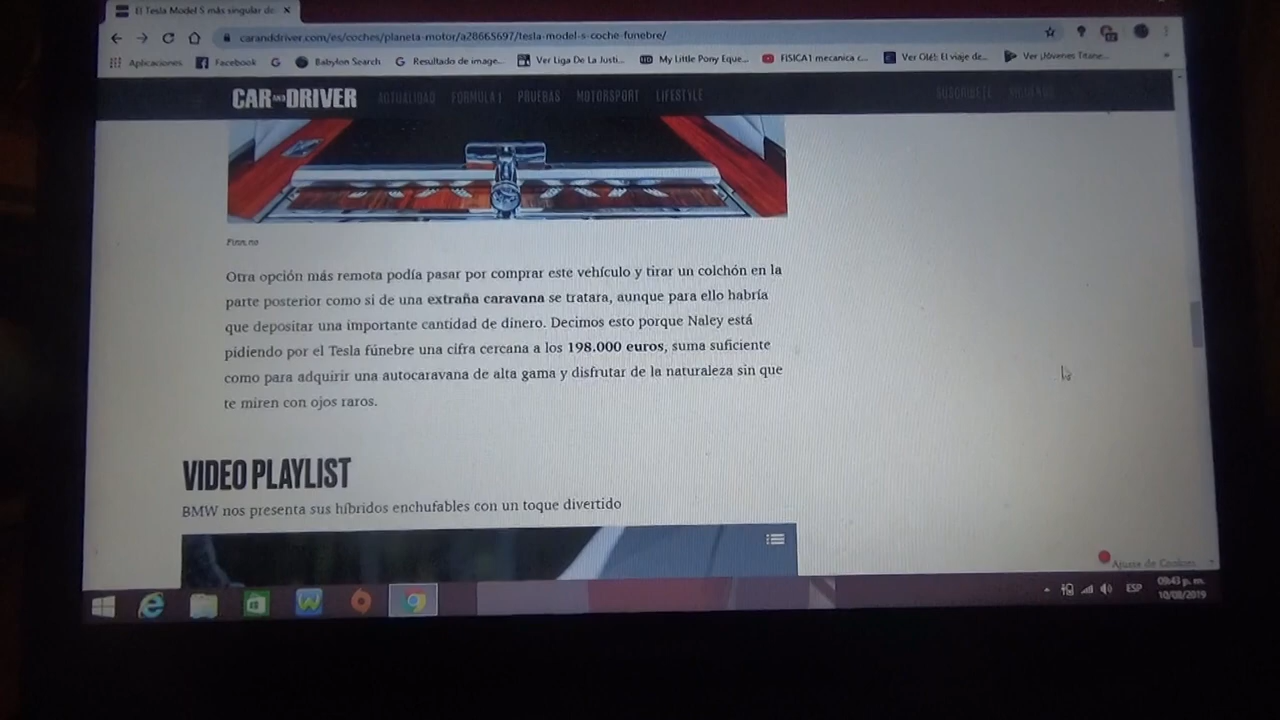 El Tesla Model S más singular de
caranddriver.com/es/coches/planeta-motor/a28665697/tesla-model-s-coche-funebre/
Aplicaciones Facebook G Babylon Search Resultado de image... Ver Liga De La Justi... My Little Pony Eque... FISICA1 mecanica c... Ver Olé!: El viaje de... Ver ¡Jóvenes Titane... »
CAR AND DRIVER ACTUALIDAD FÓRMULA 1 PRUEBAS MOTORSPORT LIFESTYLE SUSCRÍBETE
Finn.no
Otra opción más remota podía pasar por comprar este vehículo y tirar un colchón en la
parte posterior como si de una extraña caravana se tratara, aunque para ello habría
que depositar una importante cantidad de dinero. Decimos esto porque Naley está
pidiendo por el Tesla fúnebre una cifra cercana a los 198.000 euros, suma suficiente
como para adquirir una autocaravana de alta gama y disfrutar de la naturaleza sin que
te miren con ojos raros.
VIDEO PLAYLIST
BMW nos presenta sus híbridos enchufables con un toque divertido
Ajuste de Cookies
ESP
08:43 p. m.
10/08/2019